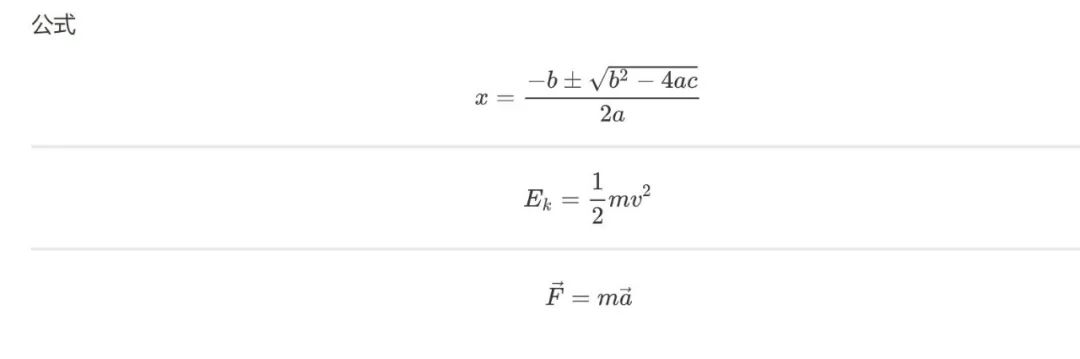 公式
$$x = \frac{-b \pm \sqrt{b^2 - 4ac}}{2a}$$
$$E_k = \frac{1}{2}mv^2$$
$$\vec{F} = m\vec{a}$$